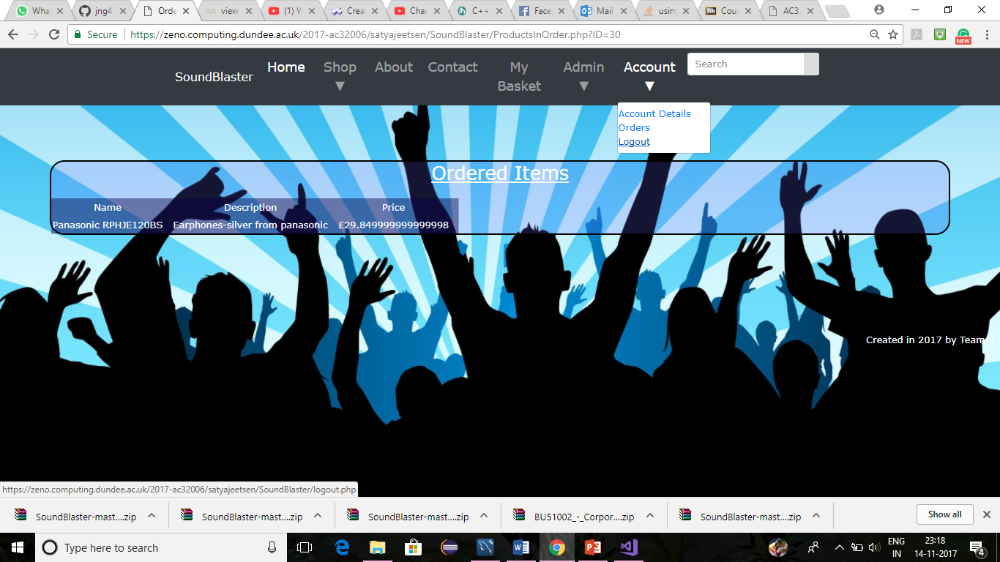 Wha
jng4
Orde
view
(1) W
Crea
Char
C++
Face
Mail
using
Cour
AC3
Secure
https://zeno.computing.dundee.ac.uk/2017-ac32006/satyajeetsen/SoundBlaster/ProductsInOrder.php?ID=30
NEW
SoundBlaster
Home
Shop
▼
About
Contact
My
Basket
Admin
▼
Account
▼
Search
Account Details
Orders
Logout
Ordered Items
Name Description Price
Panasonic RPHJE120BS Earphones-silver from panasonic £29.849999999999998
Created in 2017 by Team 7
https://zeno.computing.dundee.ac.uk/2017-ac32006/satyajeetsen/SoundBlaster/logout.php
SoundBlaster-mast....zip
SoundBlaster-mast....zip
SoundBlaster-mast....zip
BU51002_-_Corpor....zip
SoundBlaster-mast....zip
Show all
Type here to search
ENG
IN
23:18
14-11-2017
4